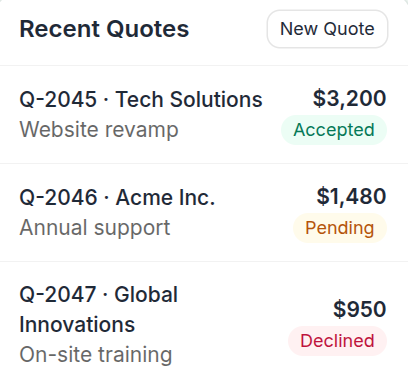 Recent Quotes
New Quote
Q-2045 · Tech Solutions
$3,200
Website revamp
Accepted
Q-2046 · Acme Inc.
$1,480
Annual support
Pending
Q-2047 · Global
Innovations
$950
On-site training
Declined